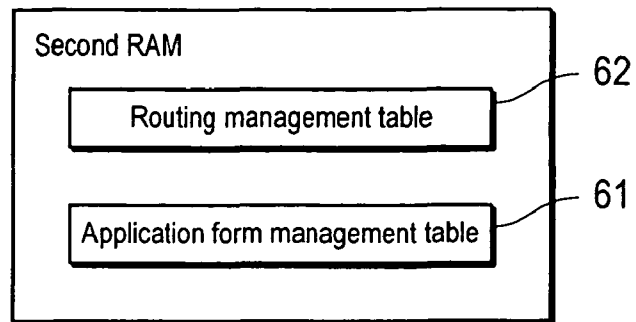 Second RAM
62
Routing management table
61
Application form management table